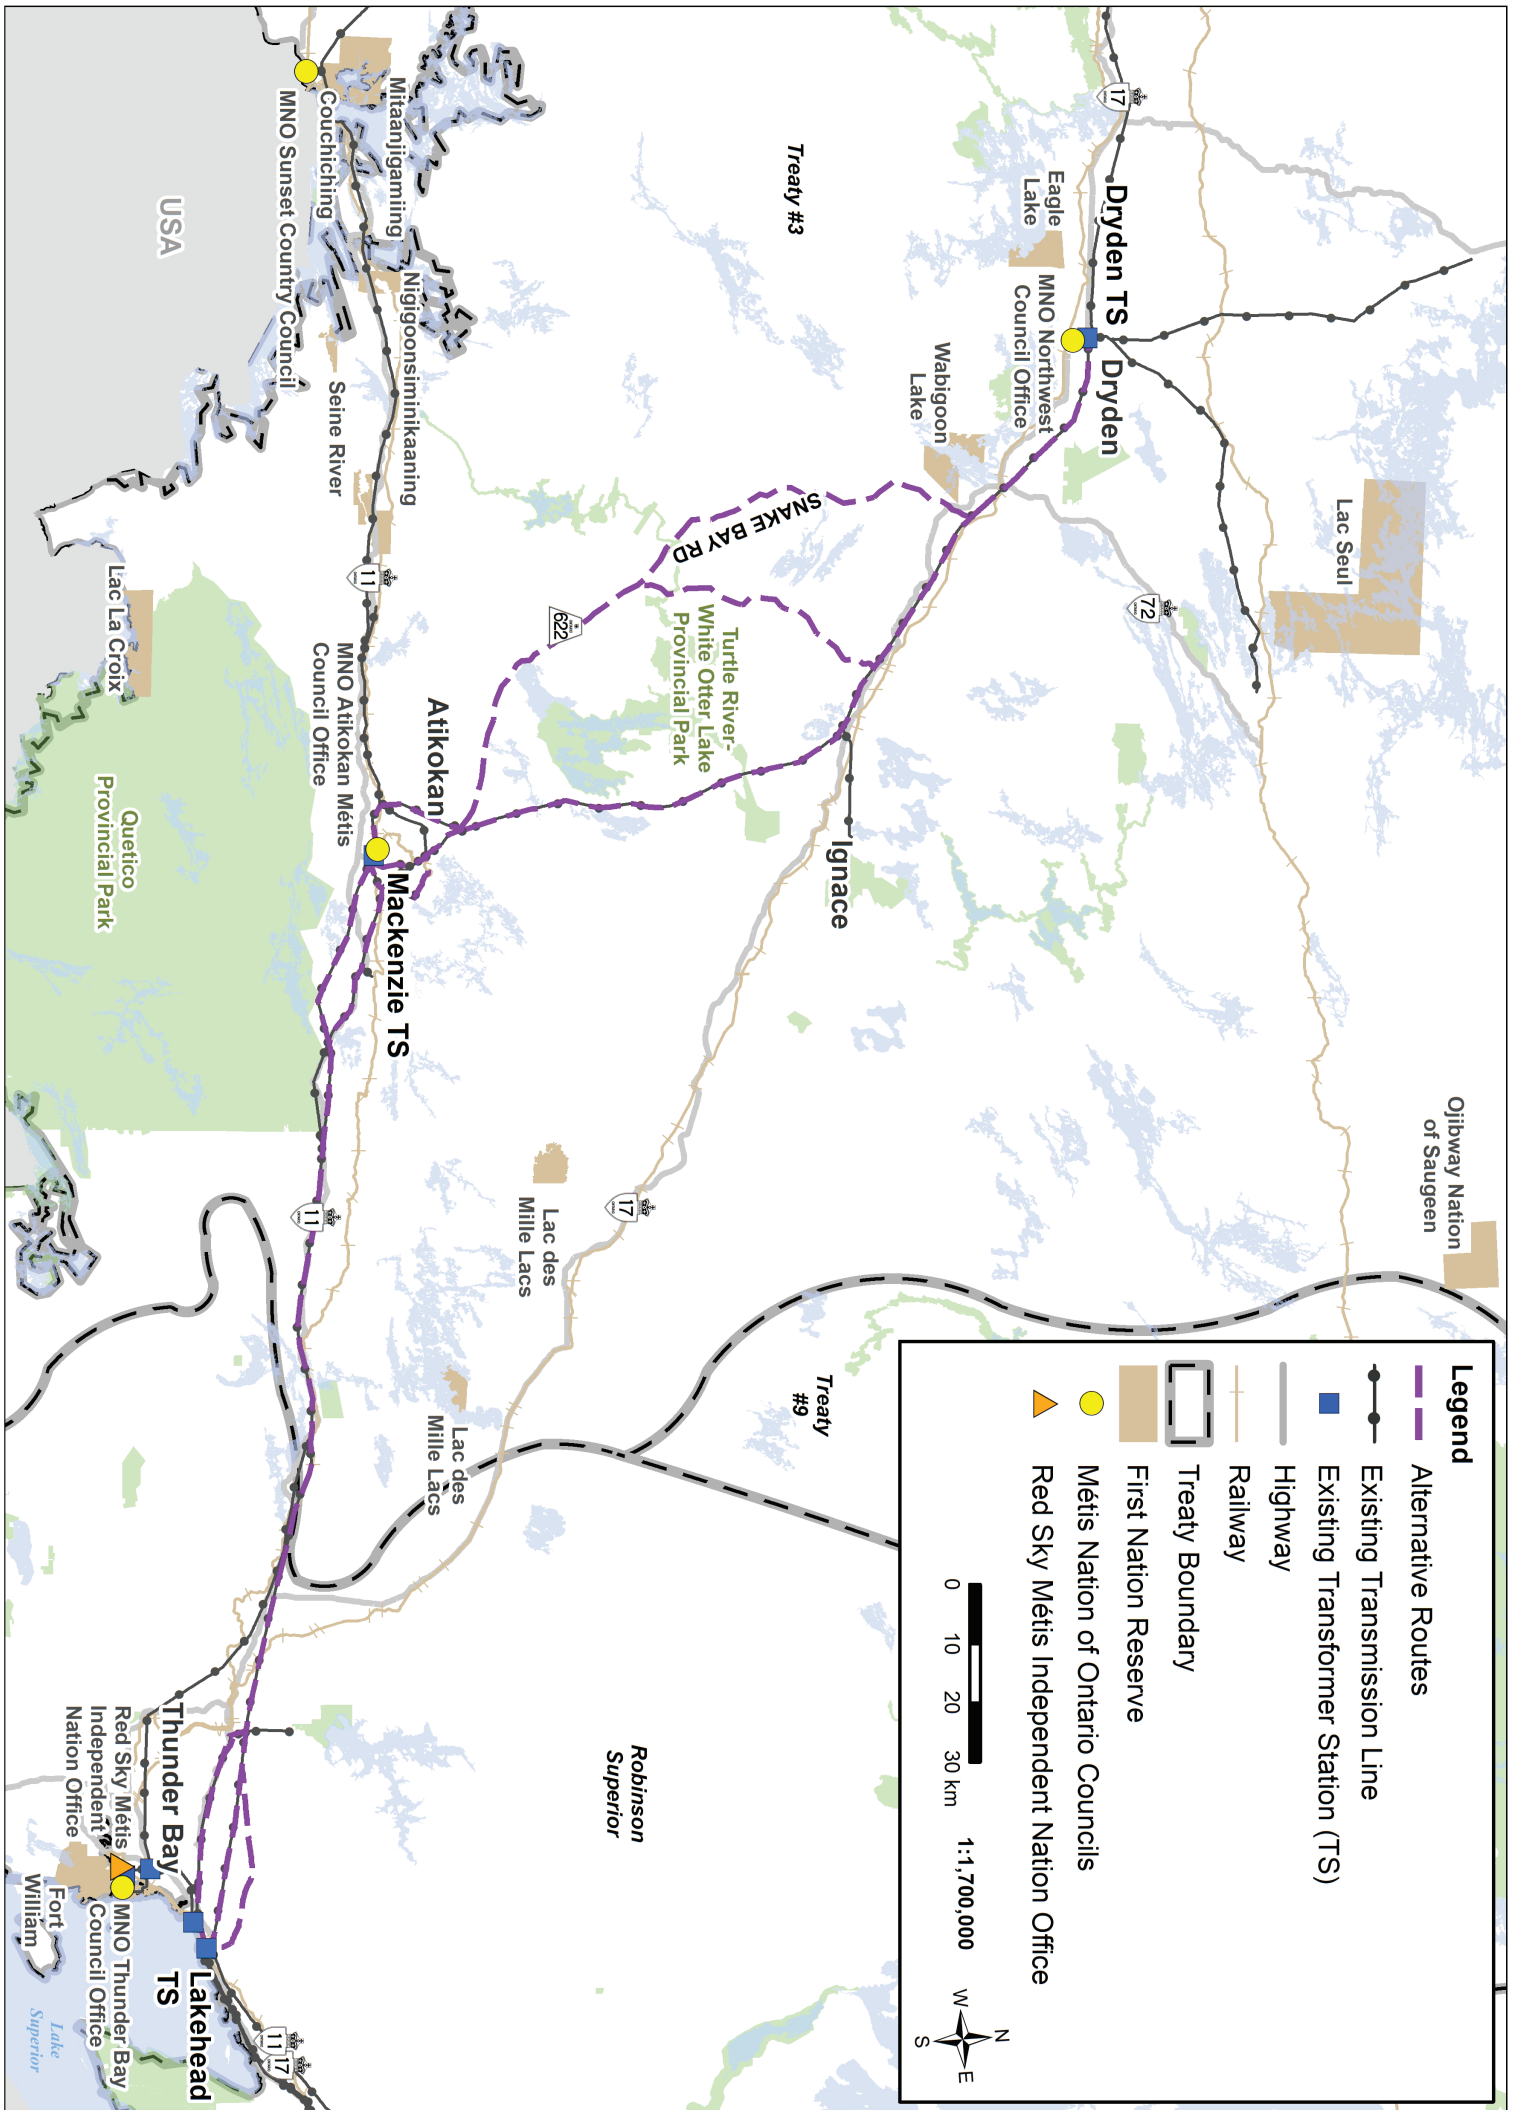 Legend
Alternative Routes
Existing Transmission Line
Existing Transformer Station (TS)
Highway
Railway
Treaty Boundary
First Nation Reserve
Métis Nation of Ontario Councils
Red Sky Métis Independent Nation Office
0 10 20 30 km
1:1,700,000
N
W
E
S
Ojibway Nation
of Saugeen
Lac Seul
72
17
Dryden TS
Dryden
Eagle
Lake
MNO Northwest
Council Office
Wabigoon
Lake
Treaty #3
SNAKE BAY RD
Ignace
Treaty
#9
Turtle River-
White Otter Lake
Provincial Park
622
17
Lac des
Mille Lacs
Robinson
Superior
Lac des
Mille Lacs
Atikokan
Mackenzie TS
MNO Atikokan Métis
Council Office
Mitaanjigamiing
Nigigoonsiminikaaning
Couchiching
MNO Sunset Country Council
Seine River
11
11
USA
Lac La Croix
Quetico
Provincial Park
Thunder Bay
Red Sky Métis
Independent
Nation Office
Lakehead
TS
11
17
MNO Thunder Bay
Council Office
Fort
William
Lake
Superior